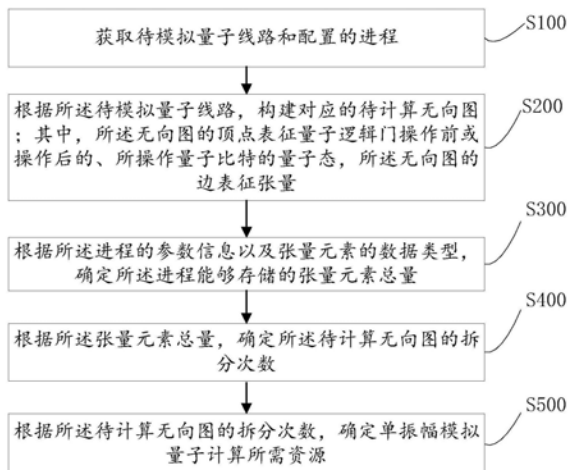 获取待模拟量子线路和配置的进程
S100
根据所述待模拟量子线路，构建对应的待计算无向图
；其中，所述无向图的顶点表征量子逻辑门操作前或
操作后的、所操作量子比特的量子态，所述无向图的
边表征张量
S200
根据所述进程的参数信息以及张量元素的数据类型，
确定所述进程能够存储的张量元素总量
S300
根据所述张量元素总量，确定所述待计算无向图的拆
分次数
S400
根据所述待计算无向图的拆分次数，确定单振幅模拟
量子计算所需资源
S500